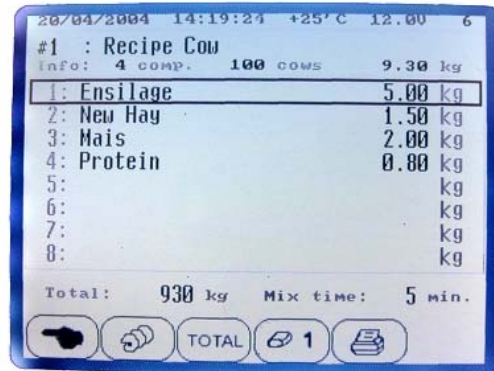 20/04/2004 14:19:24 +25°C 12.0V 6
#1 : Recipe Cow
Info: 4 comp. 100 cows 9.30 kg
1: Ensilage 5.00 kg
2: New Hay 1.50 kg
3: Mais 2.00 kg
4: Protein 0.80 kg
5: kg
6: kg
7: kg
8: kg
Total: 930 kg Mix time: 5 min.
TOTAL 1